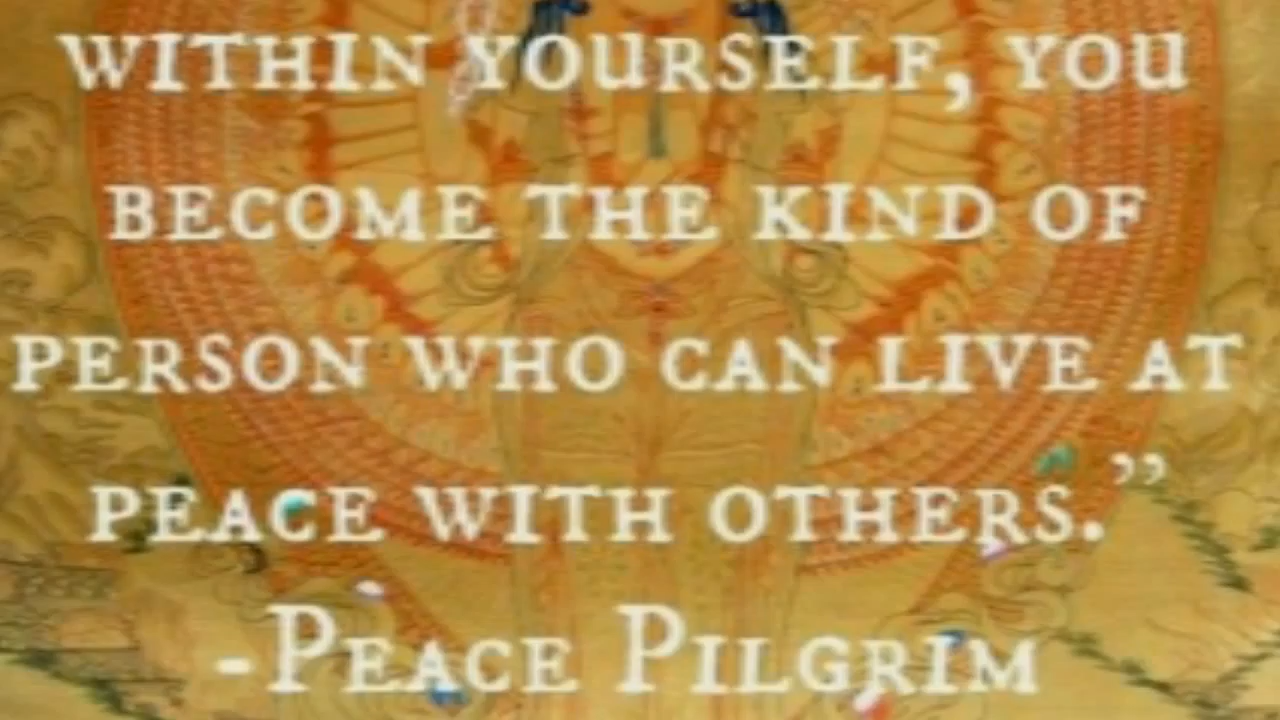 WITHIN YOURSELF, YOU
BECOME THE KIND OF
PERSON WHO CAN LIVE AT
PEACE WITH OTHERS.”
-PEACE PILGRIM